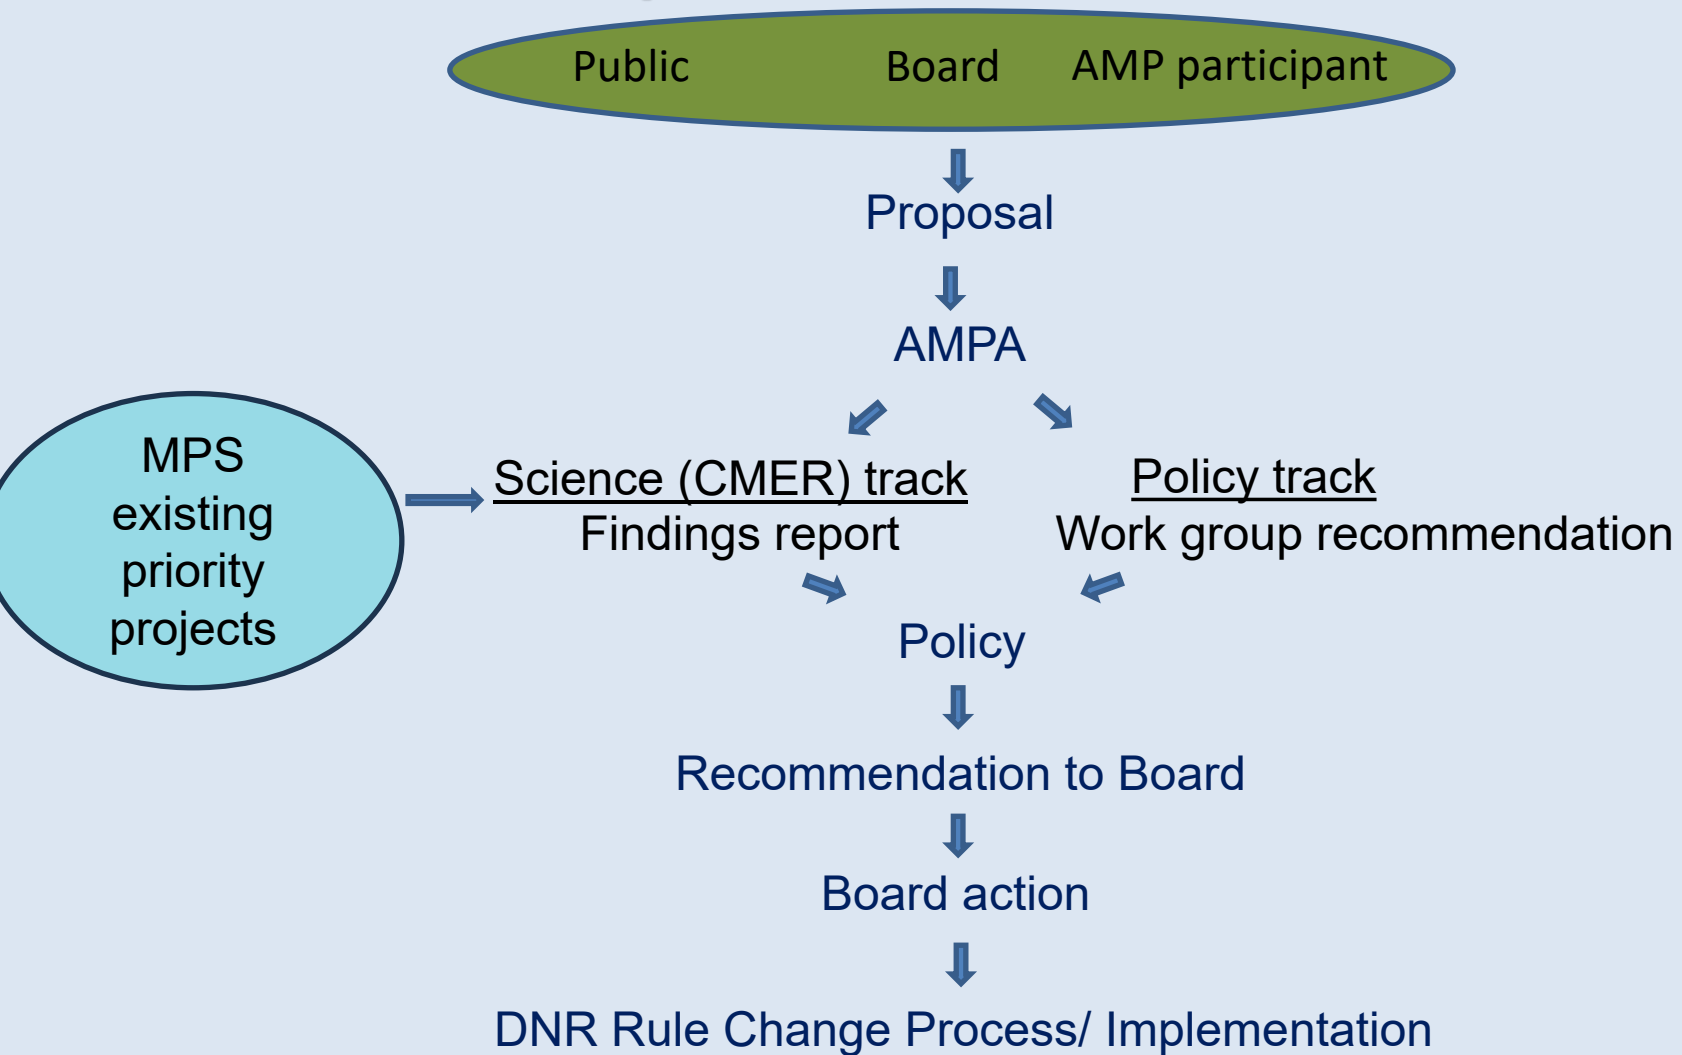 Public Board AMP participant
Proposal
AMPA
MPS
existing
priority
projects
Science (CMER) track
Findings report
Policy track
Work group recommendation
Policy
Recommendation to Board
Board action
DNR Rule Change Process/ Implementation